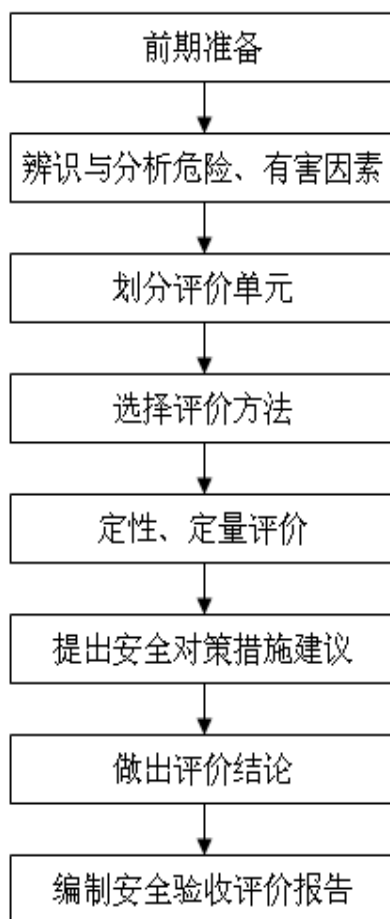 前期准备
辨识与分析危险、有害因素
划分评价单元
选择评价方法
定性、定量评价
提出安全对策措施建议
做出评价结论
编制安全验收评价报告